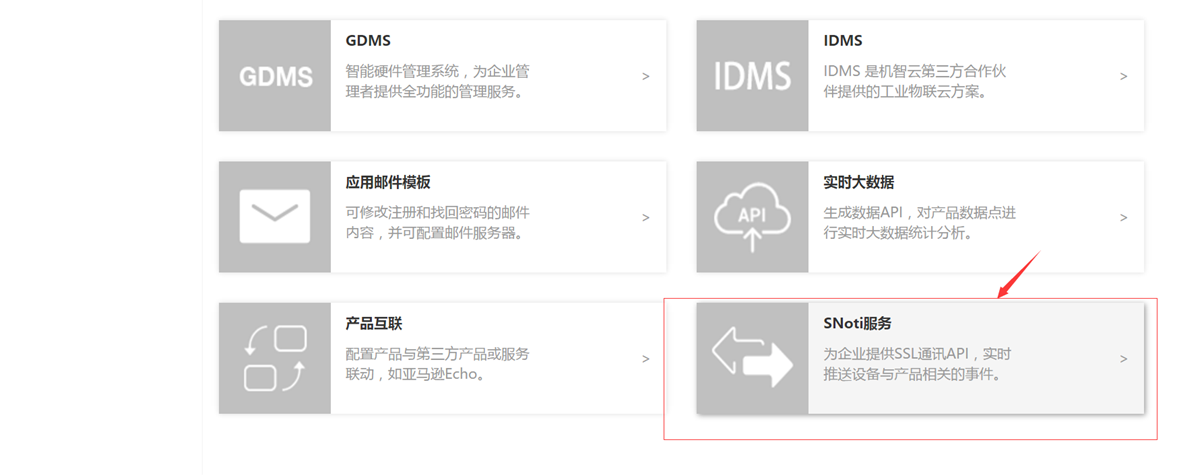 GDMS
GDMS
智能硬件管理系统，为企业管
理者提供全功能的管理服务。
>
IDMS
IDMS
IDMS 是机智云第三方合作伙
伴提供的工业物联云方案。
>
应用邮件模板
可修改注册和找回密码的邮件
内容，并可配置邮件服务器。
>
API
实时大数据
生成数据API，对产品数据点进
行实时大数据统计分析。
>
产品互联
配置产品与第三方产品或服务
联动，如亚马逊Echo。
>
SNoti服务
为企业提供SSL通讯API，实时
推送设备与产品相关的事件。
>